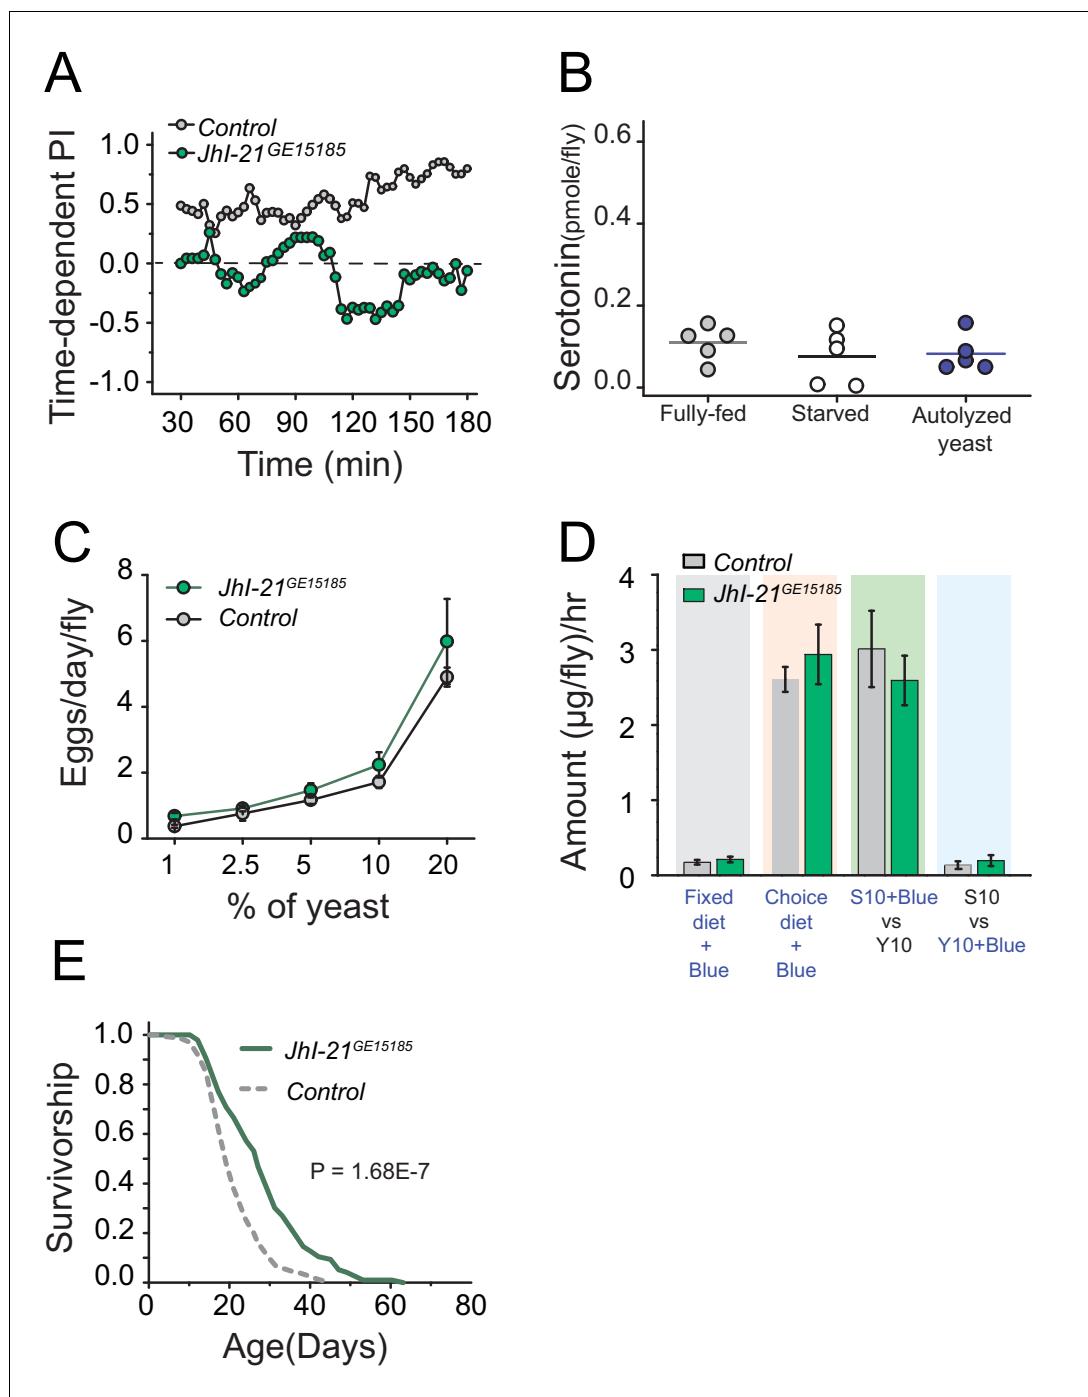 A
Time-dependent PI
Control
JhI-21GE15185
1.0
0.5
0.0
-0.5
-1.0
30 60 90 120 150 180
Time (min)
B
Serotonin(pmole/fly)
0.6
0.4
0.2
0.0
Fully-fed
Starved
Autolyzed
yeast
C
Eggs/day/fly
8
6
4
2
0
JhI-21GE15185
Control
1 2.5 5 10 20
% of yeast
D
Amount (µg/fly)/hr
Control
JhI-21GE15185
4
3
2
1
0
Fixed
diet
+
Blue
Choice
diet
+
Blue
S10+Blue
vs
Y10
S10
vs
Y10+Blue
E
Survivorship
1.0
0.8
0.6
0.4
0.2
0.0
JhI-21GE15185
Control
P = 1.68E-7
0 20 40 60 80
Age(Days)